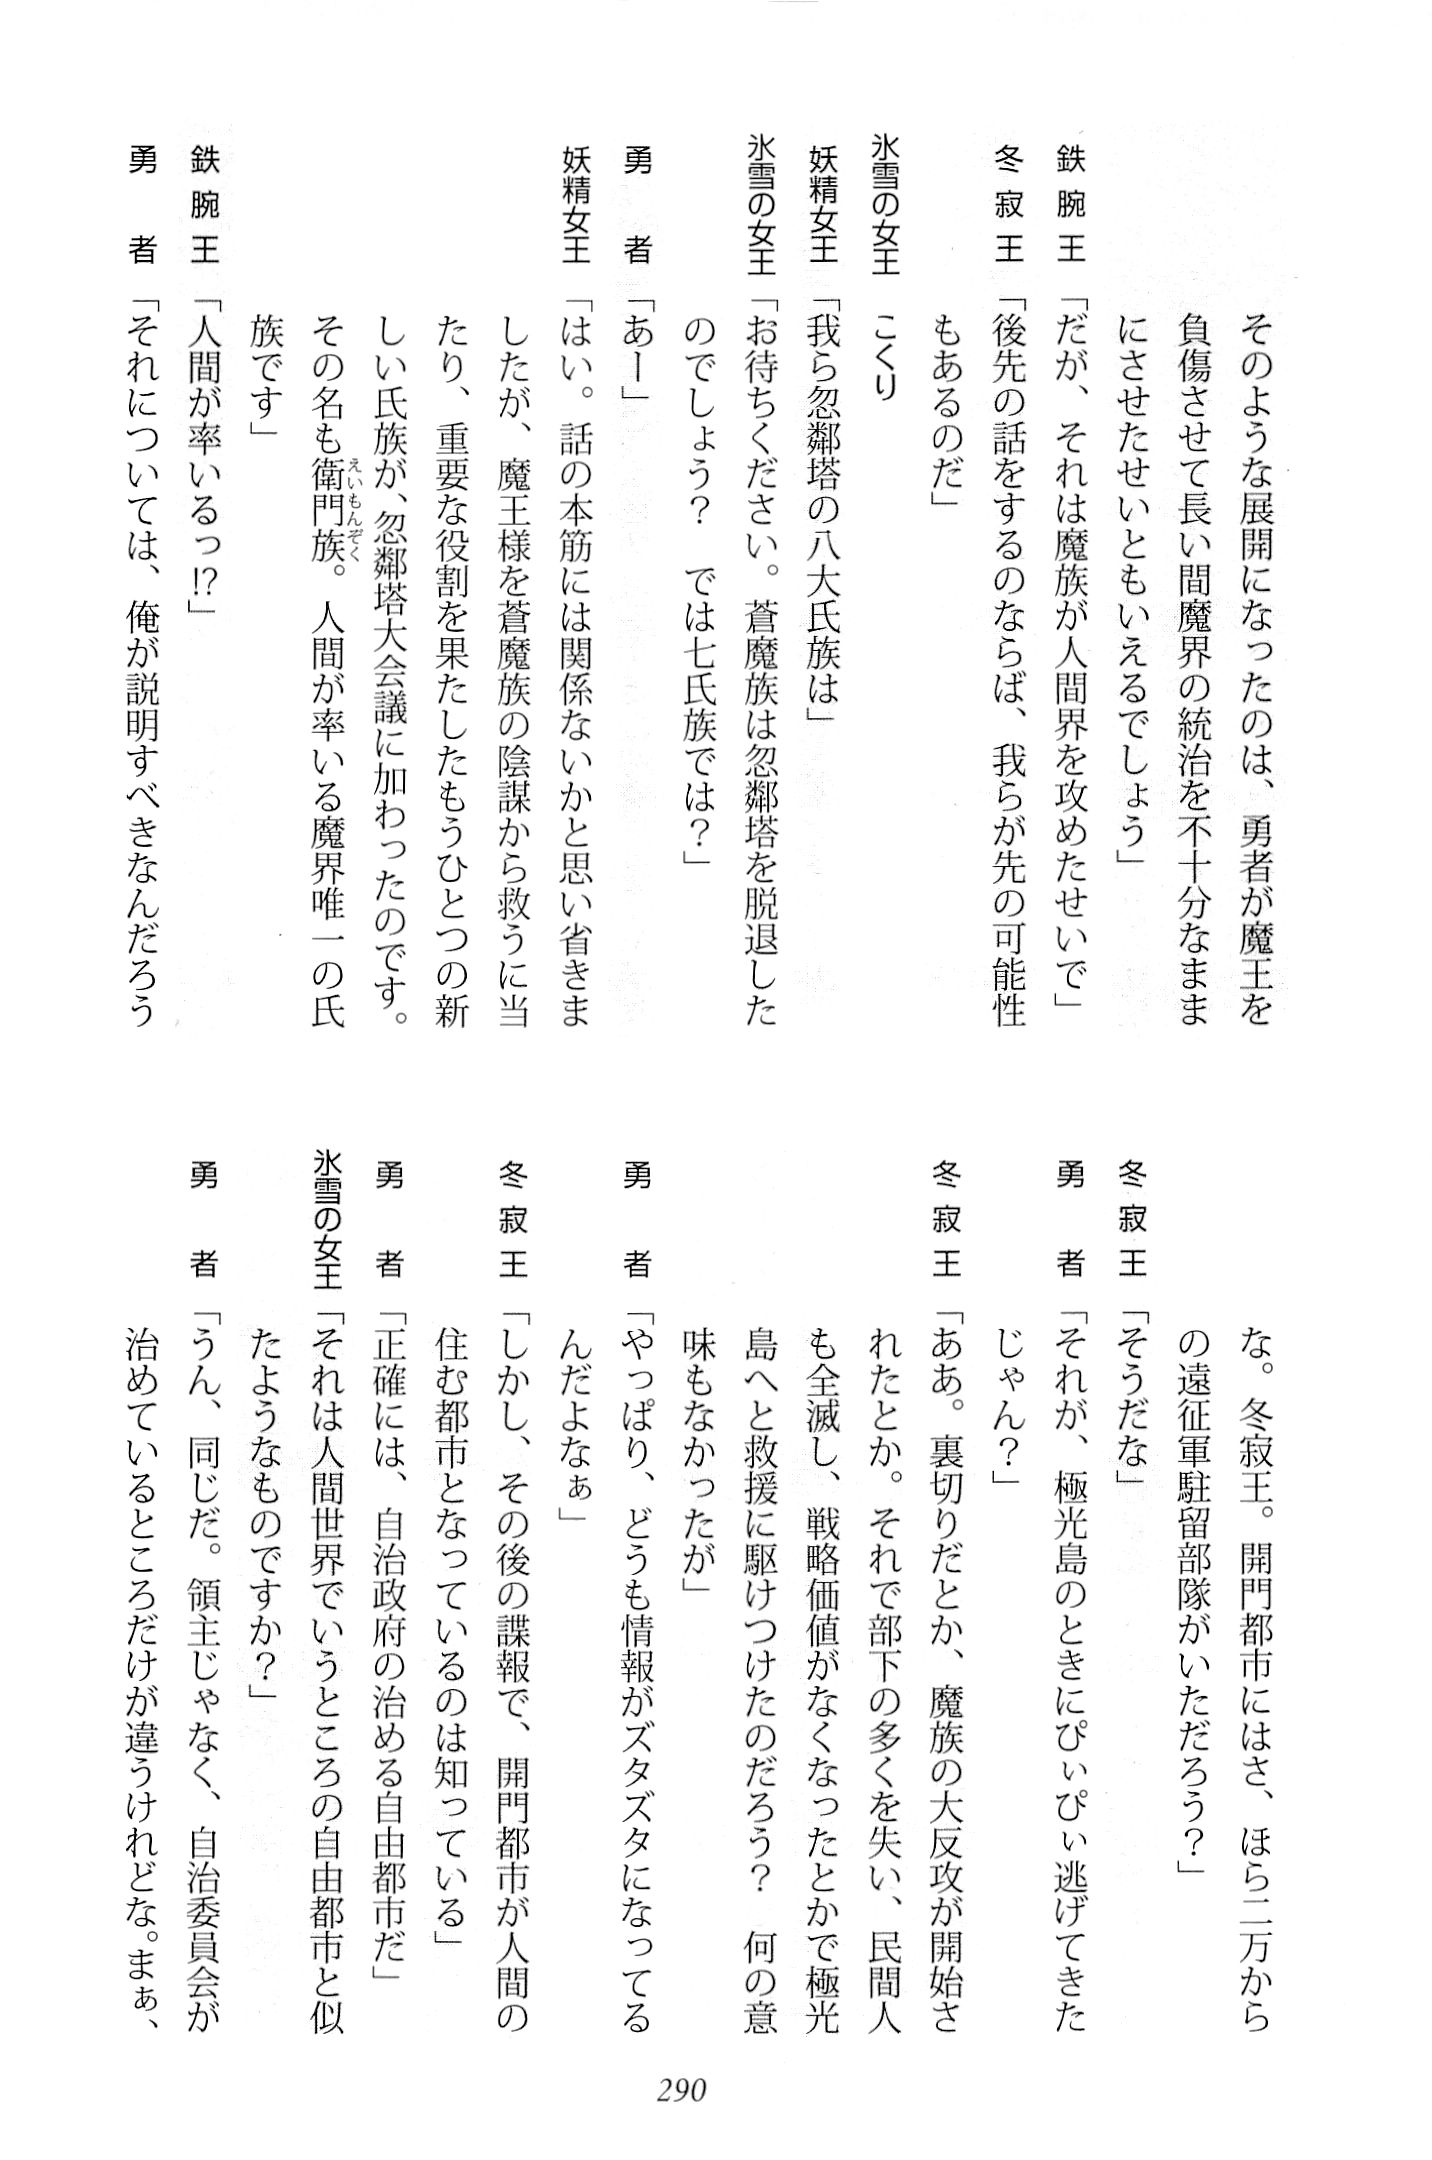 そのような展開になったのは、勇者が魔王を
負傷させて長い間魔界の統治を不十分なまま
にさせたせいともいえるでしょう」
鉄腕王「だが、それは魔族が人間界を攻めたせいで」
冬寂王「後先の話をするのならば、我らが先の可能性
もあるのだ」
氷雪の女王　こくり
妖精女王「我ら忽鄰塔の八大氏族は」
氷雪の女王「お待ちください。蒼魔族は忽鄰塔を脱退した
のでしょう？　では七氏族では？」
勇　者「あー」
妖精女王「はい。話の本筋には関係ないかと思い省きま
したが、魔王様を蒼魔族の陰謀から救うに当
たり、重要な役割を果たしたもうひとつの新
しい氏族が、忽鄰塔大会議に加わったのです。
その名も衛門族。人間が率いる魔界唯一の氏
えいもんぞく
族です」
鉄腕王「人間が率いるっ!?」
勇　者「それについては、俺が説明すべきなんだろう
な。冬寂王。開門都市にはさ、ほら二万から
の遠征軍駐留部隊がいただろう？」
冬寂王「そうだな」
勇　者「それが、極光島のときにぴぃぴぃ逃げてきた
じゃん？」
冬寂王「ああ。裏切りだとか、魔族の大反攻が開始さ
れたとか。それで部下の多くを失い、民間人
も全滅し、戦略価値がなくなったとかで極光
島へと救援に駆けつけたのだろう？　何の意
味もなかったが」
勇　者「やっぱり、どうも情報がズタズタになってる
んだよなぁ」
冬寂王「しかし、その後の諜報で、開門都市が人間の
住む都市となっているのは知っている」
勇　者「正確には、自治政府の治める自由都市だ」
氷雪の女王「それは人間世界でいうところの自由都市と似
たようなものですか？」
勇　者「うん、同じだ。領主じゃなく、自治委員会が
治めているところだけが違うけれどな。まぁ、
290